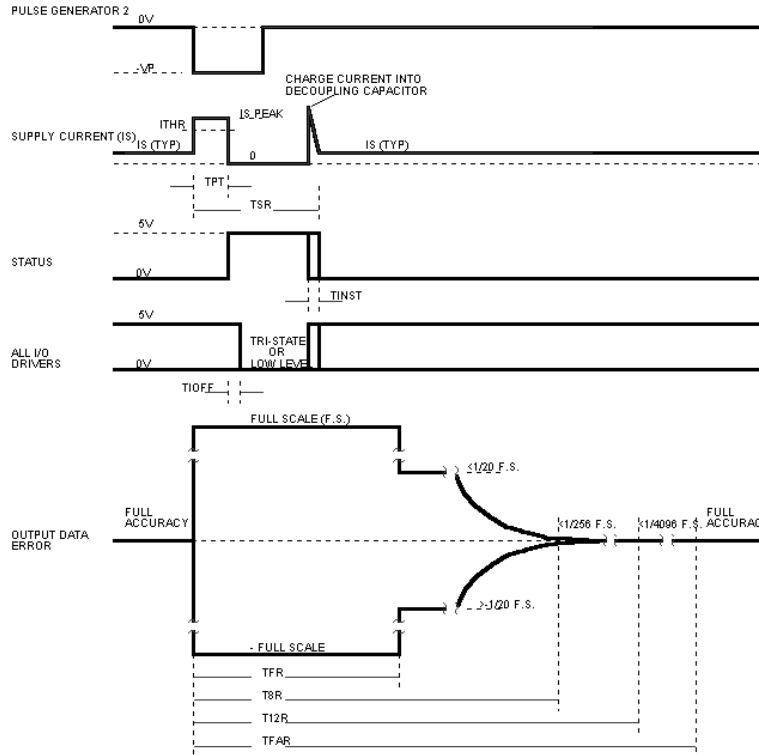 PULSE GENERATOR 2
0V
-VP
CHARGE CURRENT INTO
DECOUPLING CAPACITOR
ITHR
IS PEAK
SUPPLY CURRENT (IS)
IS (TYP)
0
IS (TYP)
TPT
TSR
5V
STATUS
0V
TINST
5V
TRI-STATE
OR
LOW LEVEL
ALL I/O
DRIVERS
0V
TIOFF
FULL SCALE (F.S.)
<1/20 F.S.
FULL
ACCURACY
<1/256 F.S.
<1/4096 F.S.
FULL
ACCURAC
OUTPUT DATA
ERROR
>-1/20 F.S.
- FULL SCALE
TFR
T8R
T12R
TFAR